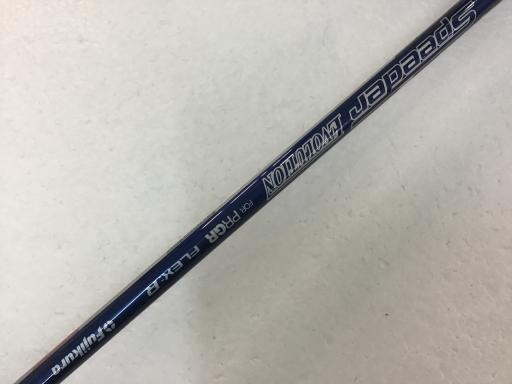 Speeder EVOLUTION FOR PRGR FLEX:R Fujikura